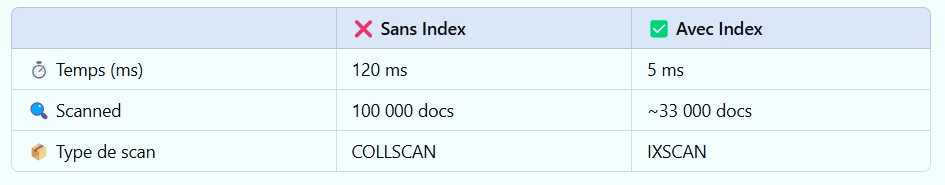 ❌ Sans Index ✅ Avec Index
⏱ Temps (ms) 120 ms 5 ms
🔍 Scanned 100 000 docs ~33 000 docs
📦 Type de scan COLLSCAN IXSCAN